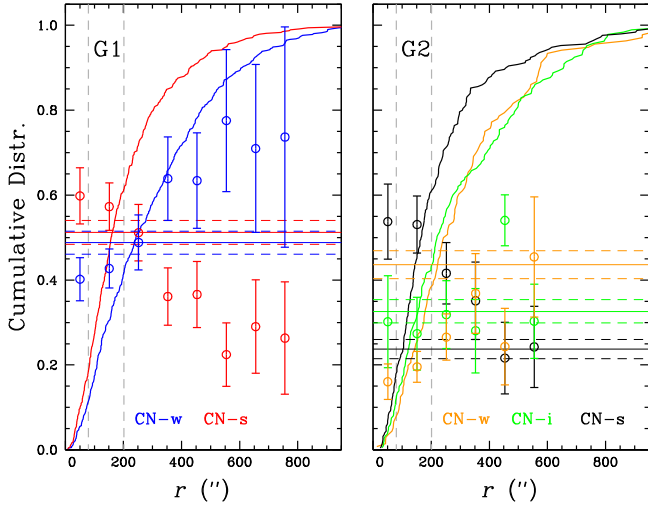 G1
G2
Cumulative Distr.
1.0
0.8
0.6
0.4
0.2
0.0
CN-w CN-s
CN-w CN-i CN-s
0 200 400 600 800
0 200 400 600 800
r (")
r (")